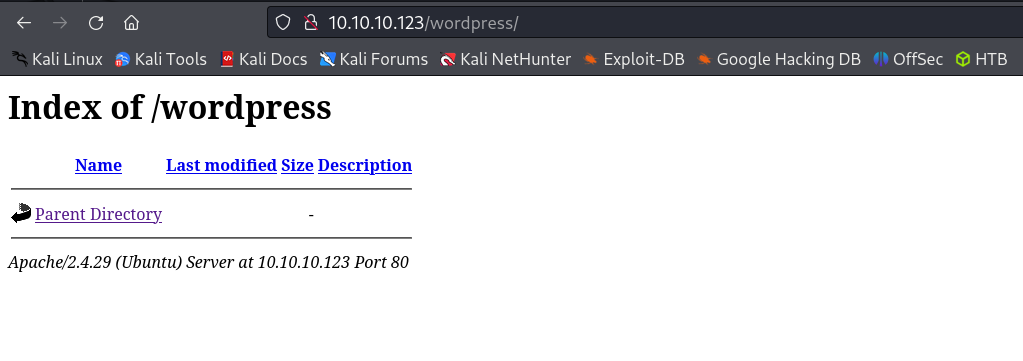 10.10.10.123/wordpress/
Kali Linux Kali Tools Kali Docs Kali Forums Kali NetHunter Exploit-DB Google Hacking DB OffSec HTB
Index of /wordpress
Name Last modified Size Description
Parent Directory -
Apache/2.4.29 (Ubuntu) Server at 10.10.10.123 Port 80